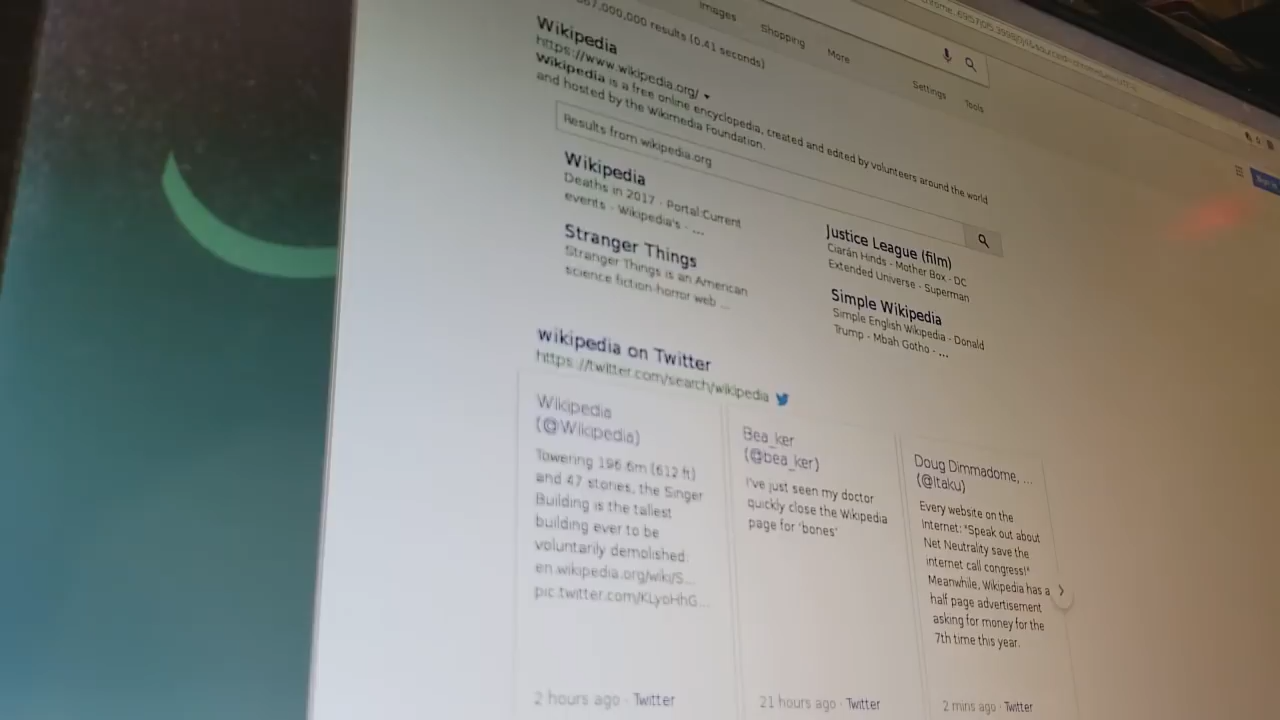 Images
Shopping
More
Settings
Tools
67,000,000 results (0.41 seconds)
Wikipedia
https://www.wikipedia.org/
Wikipedia is a free online encyclopedia, created and edited by volunteers around the world
and hosted by the Wikimedia Foundation.
Results from wikipedia.org
Wikipedia
Deaths in 2017 - Portal:Current
events - Wikipedia's - ...
Justice League (film)
Ciarán Hinds - Mother Box - DC
Extended Universe - Superman
Stranger Things
Stranger Things is an American
science fiction-horror web ...
Simple Wikipedia
Simple English Wikipedia - Donald
Trump - Mbah Gotho - ...
wikipedia on Twitter
https://twitter.com/search/wikipedia
Wikipedia
(@Wikipedia)
Towering 186.6m (612 ft)
and 47 stories, the Singer
Building is the tallest
building ever to be
voluntarily demolished:
en.wikipedia.org/wiki/S...
pic.twitter.com/KLyoHhG...
2 hours ago · Twitter
Bea_ker
(@bea_ker)
I've just seen my doctor
quickly close the Wikipedia
page for 'bones'
21 hours ago · Twitter
Doug Dimmadome, ...
(@Itaku)
Every website on the
Internet: "Speak out about
Net Neutrality save the
internet call congress!"
Meanwhile, Wikipedia has a
half page advertisement
asking for money for the
7th time this year.
2 mins ago · Twitter